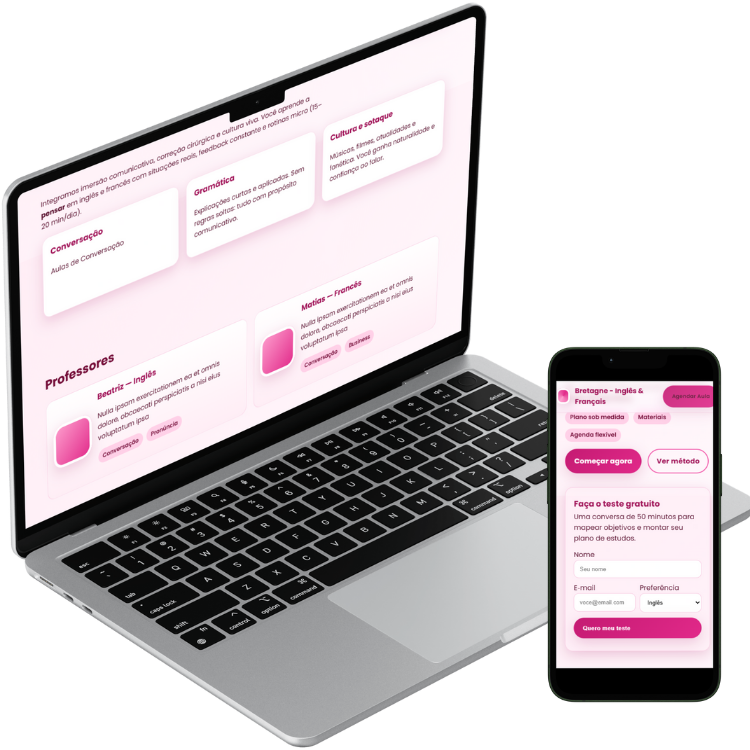 Integramos imersão comunicativa, correção cirúrgica e cultura viva. Você aprende a
pensar em inglês e francês com situações reais, feedback constante e rotinas micro (15–
20 min/dia).
Conversação
Aulas de Conversação
Gramática
Explicações curtas e aplicadas. Sem
regras soltas: tudo com propósito
comunicativo.
Cultura e sotaque
Músicas, filmes, atualidades e
fonética. Você ganha naturalidade e
confiança ao falar.
Professores
Beatriz — Inglês
Nulla ipsam exercitationem ea et omnis
dolore, obcaecati perspiciatis a nisi eius
voluptatum ipsa
Conversação
Pronúncia
Matias — Francês
Nulla ipsam exercitationem ea et omnis
dolore, obcaecati perspiciatis a nisi eius
voluptatum ipsa
Conversação
Business
esc
delete
Q W E R T Y U I O P
tab
A S D F G H J K L
caps lock
Z X C V B N M
shift
fn
control
option
command
command
option
Bretagne - Inglês &
Francês
Agendar Aula
Plano sob medida
Materiais
Agenda flexível
Começar agora
Ver método
Faça o teste gratuito
Uma conversa de 50 minutos para
mapear objetivos e montar seu
plano de estudos.
Nome
Seu nome
E-mail
Preferência
voce@email.com
Inglês
Quero meu teste